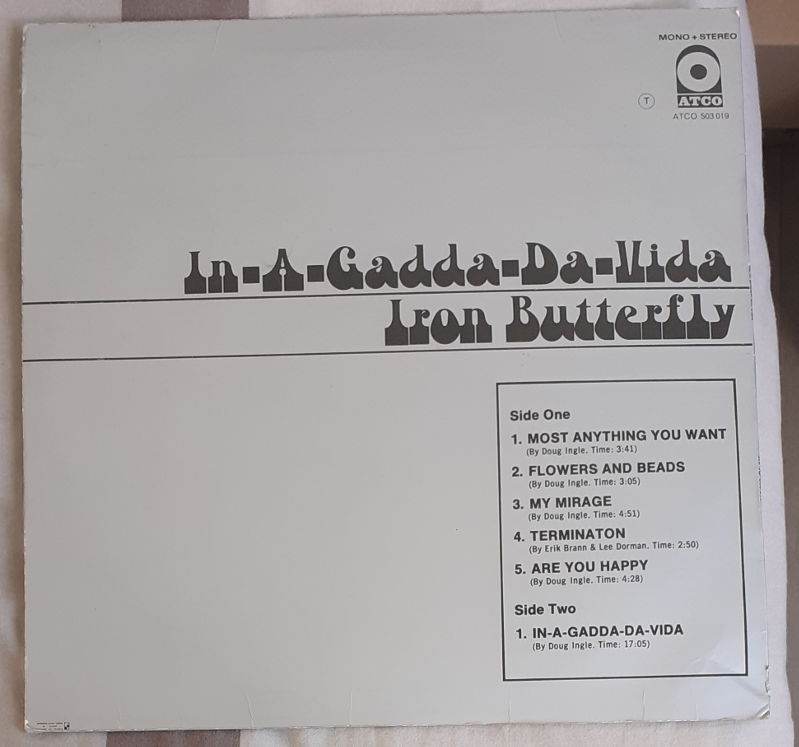 MONO + STEREO
ATCO
T
ATCO 503 019
In-A-Gadda-Da-Vida
Iron Butterfly
Side One
1. MOST ANYTHING YOU WANT
(By Doug Ingle. Time: 3:41)
2. FLOWERS AND BEADS
(By Doug Ingle. Time: 3:05)
3. MY MIRAGE
(By Doug Ingle. Time: 4:51)
4. TERMINATON
(By Erik Brann & Lee Dorman. Time: 2:50)
5. ARE YOU HAPPY
(By Doug Ingle. Time: 4:28)
Side Two
1. IN-A-GADDA-DA-VIDA
(By Doug Ingle. Time: 17:05)